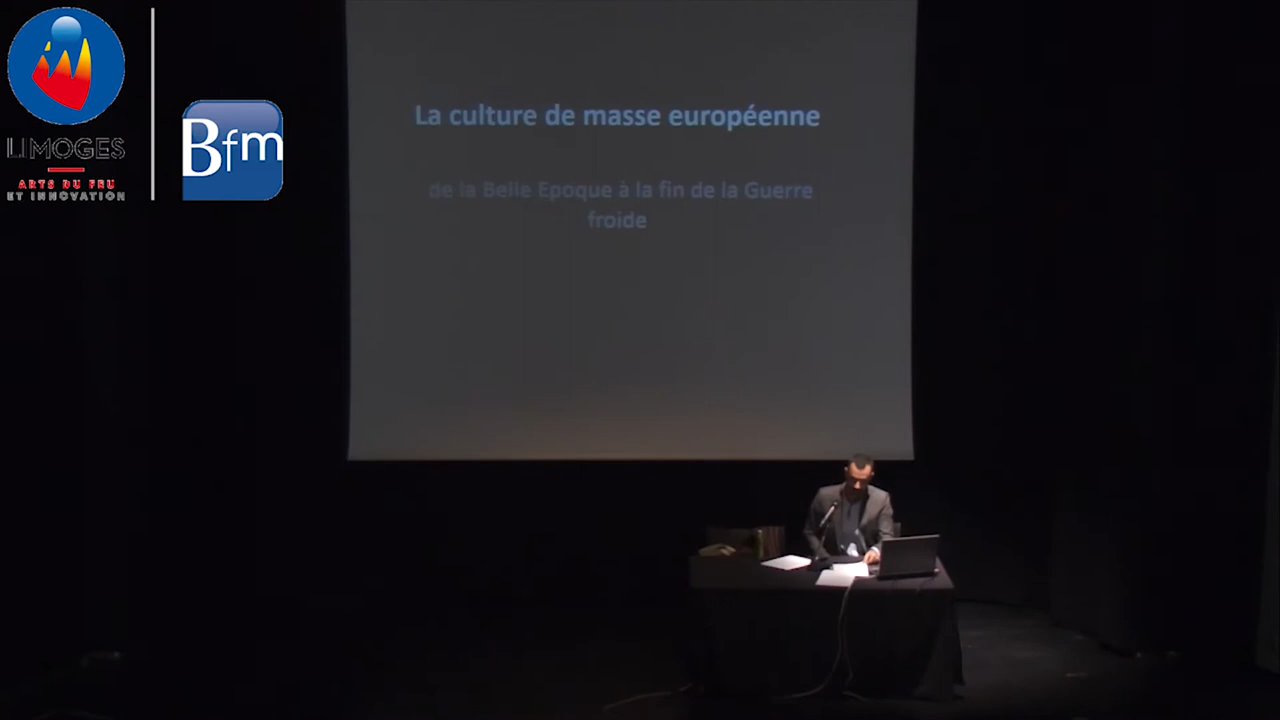 LIMOGES
ARTS DU FEU
ET INNOVATION
Bfm
La culture de masse européenne
de la Belle Epoque à la fin de la Guerre
froide